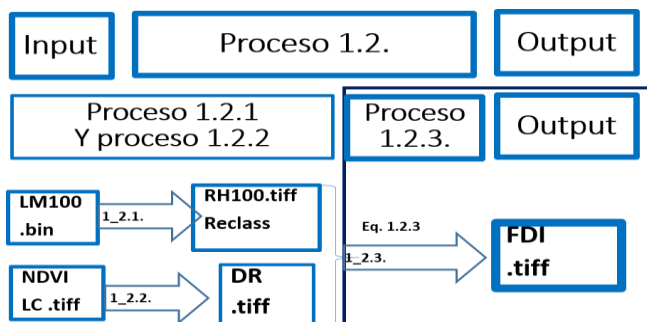 Input
Proceso 1.2.
Output
Proceso 1.2.1
Y proceso 1.2.2
Proceso
1.2.3.
Output
LM100
.bin
1_2.1.
RH100.tiff
Reclass
Eq. 1.2.3
1_2.3.
FDI
.tiff
NDVI
LC .tiff
1_2.2.
DR
.tiff